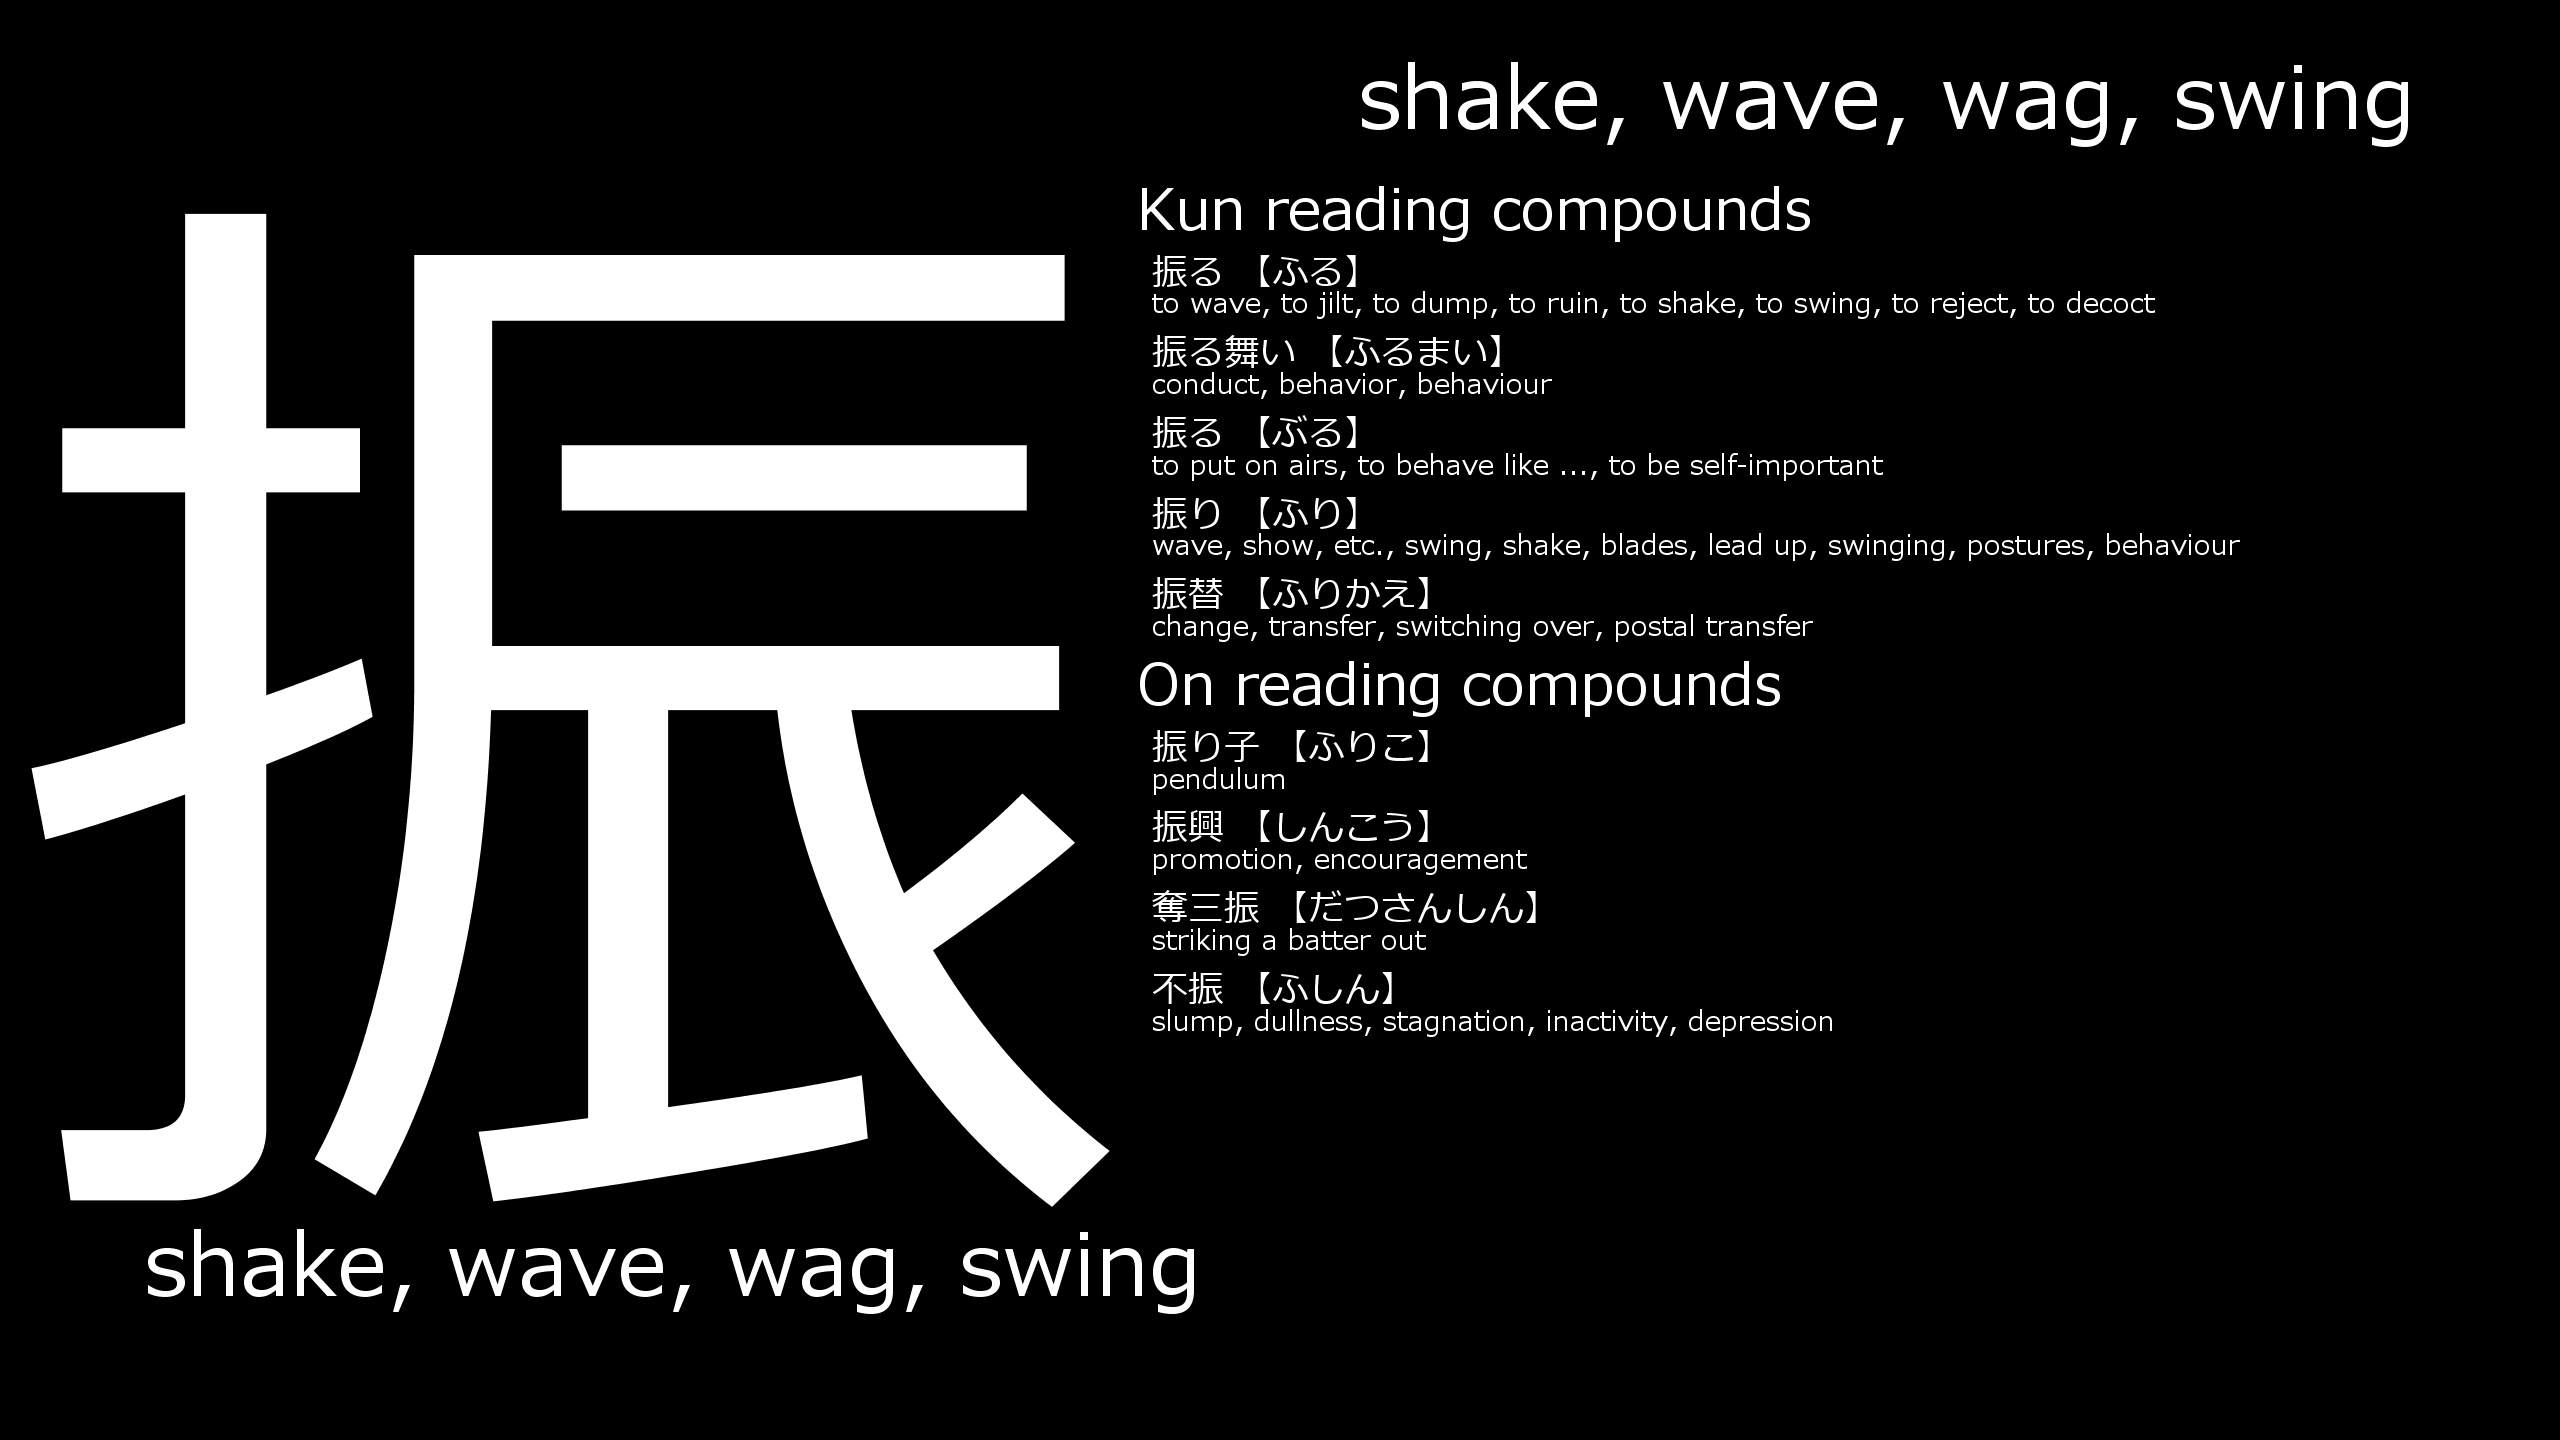 shake, wave, wag, swing
振
Kun reading compounds
振る 【ふる】
to wave, to jilt, to dump, to ruin, to shake, to swing, to reject, to decoct
振る舞い 【ふるまい】
conduct, behavior, behaviour
振る 【ぶる】
to put on airs, to behave like ..., to be self-important
振り 【ふり】
wave, show, etc., swing, shake, blades, lead up, swinging, postures, behaviour
振替 【ふりかえ】
change, transfer, switching over, postal transfer
On reading compounds
振り子 【ふりこ】
pendulum
振興 【しんこう】
promotion, encouragement
奪三振 【だつさんしん】
striking a batter out
不振 【ふしん】
slump, dullness, stagnation, inactivity, depression
shake, wave, wag, swing